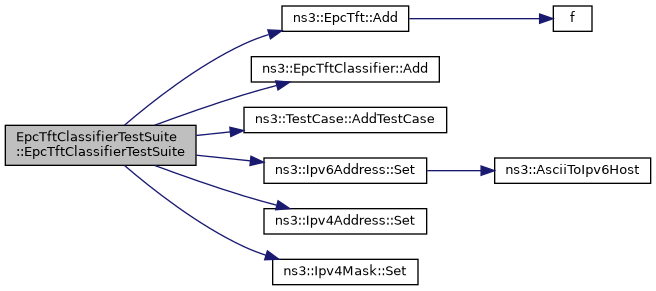 EpcTftClassifierTestSuite
::EpcTftClassifierTestSuite
ns3::EpcTft::Add
f
ns3::EpcTftClassifier::Add
ns3::TestCase::AddTestCase
ns3::Ipv6Address::Set
ns3::AsciiToIpv6Host
ns3::Ipv4Address::Set
ns3::Ipv4Mask::Set